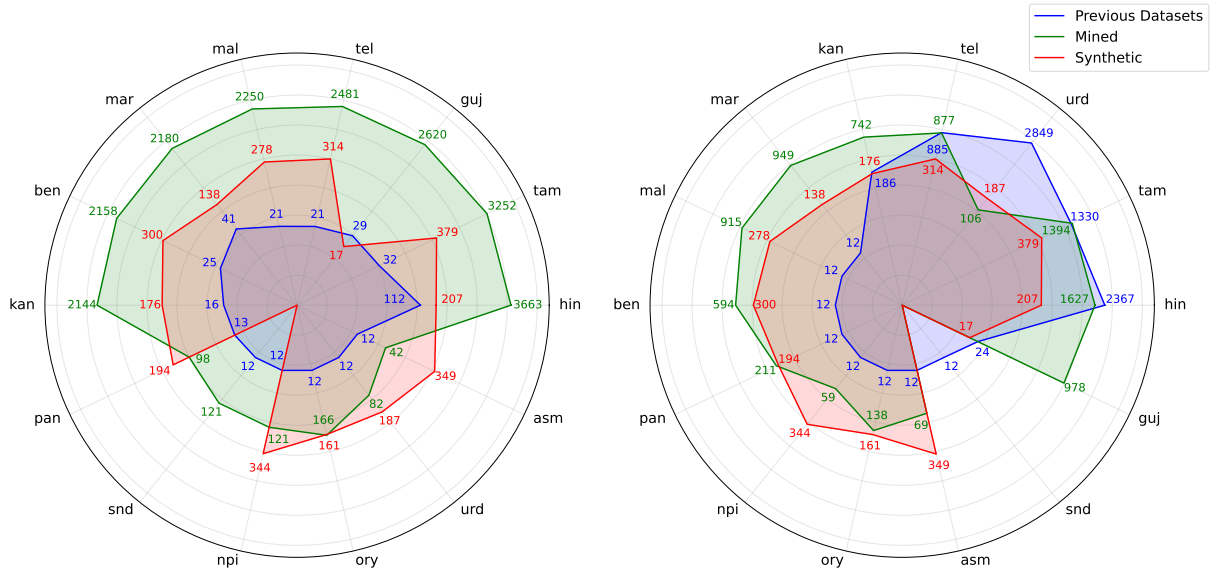 Previous Datasets
Mined
Synthetic
mal
tel
mar
guj
ben
tam
kan
hin
pan
asm
snd
urd
npi
ory
2250
2481
2180
2620
2158
3252
2144
3663
98
42
121
82
121
166
278
314
138
17
300
379
176
207
194
349
344
161
187
41
21
21
29
25
32
16
112
13
12
12
12
12
12
kan
tel
mar
urd
mal
tam
ben
hin
pan
guj
npi
snd
ory
asm
742
877
949
106
915
1394
594
1627
211
978
59
138
69
176
314
138
187
278
379
300
207
194
17
344
161
349
186
885
2849
1330
2367
12
12
12
12
12
12
12
12
24